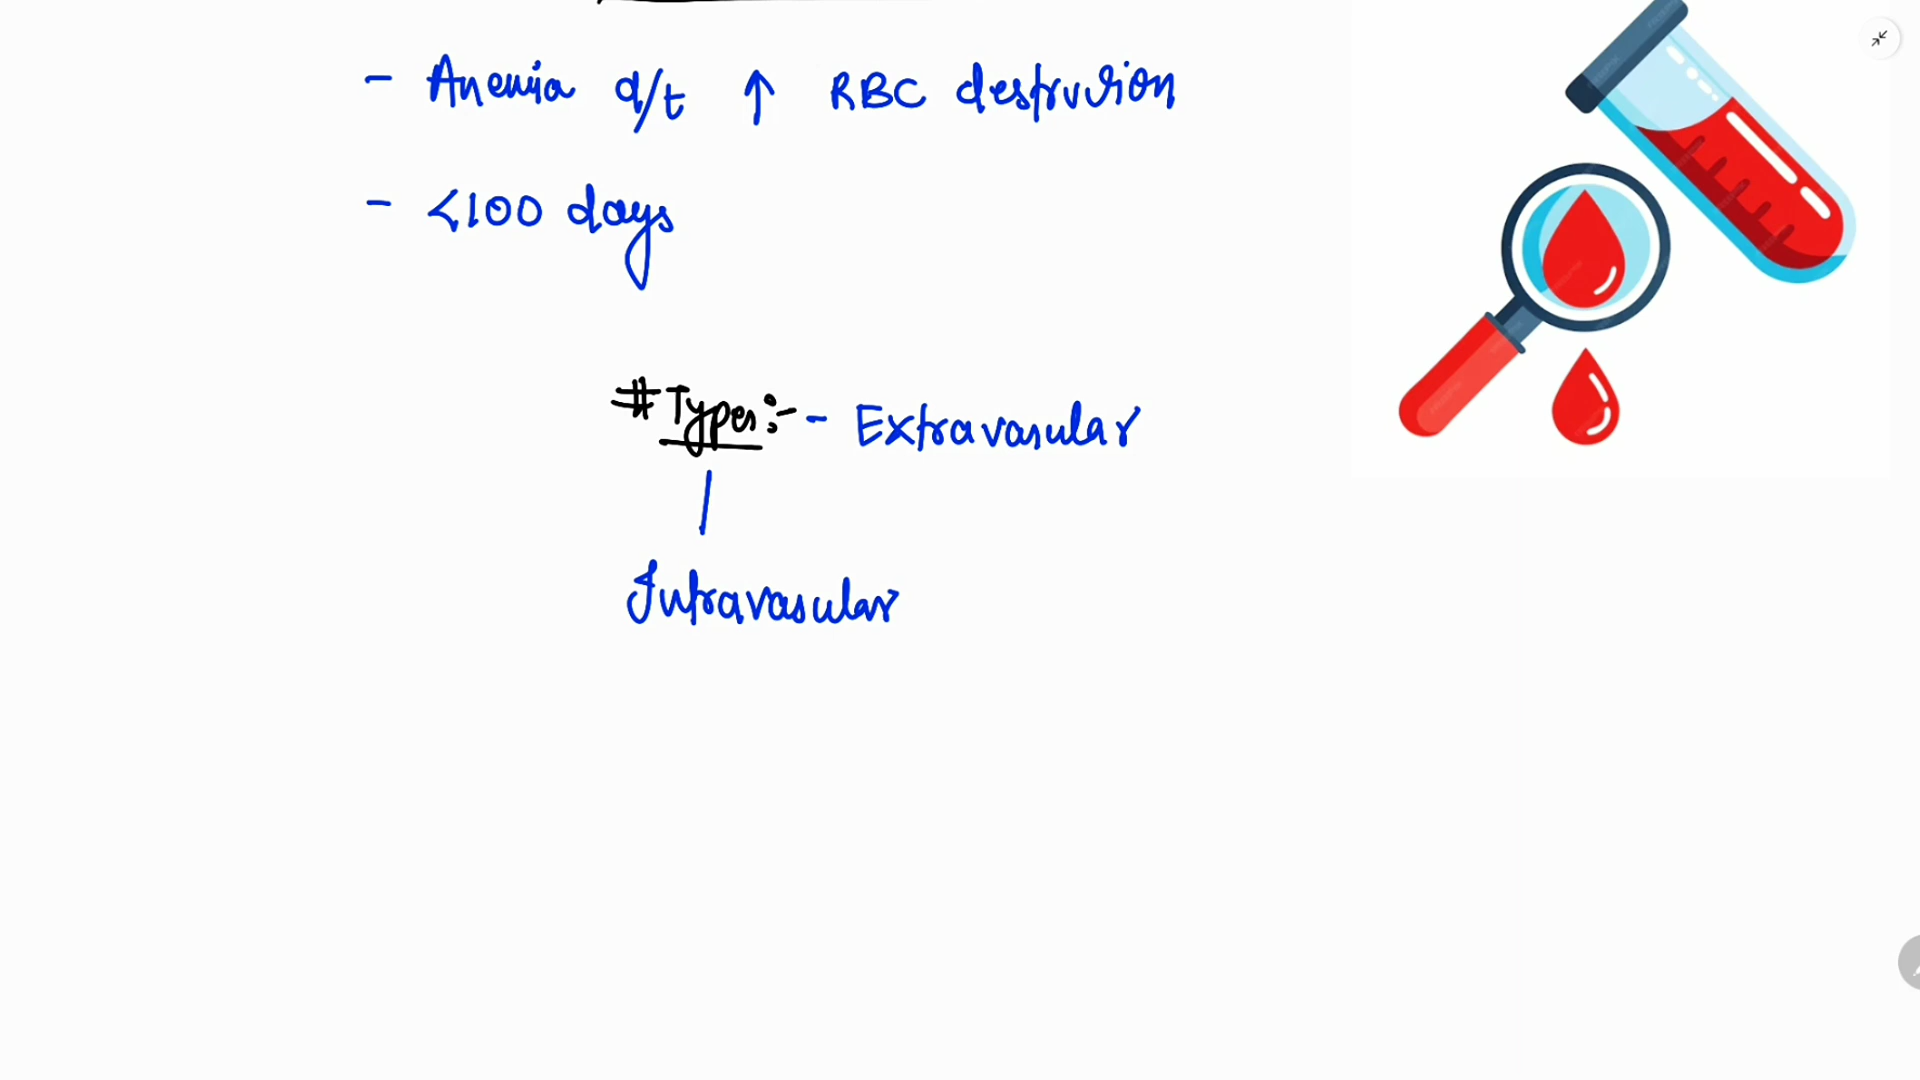 - Anemia d/t ↑ RBC destruction
- <100 days
# Types :- - Extravascular
Intravascular